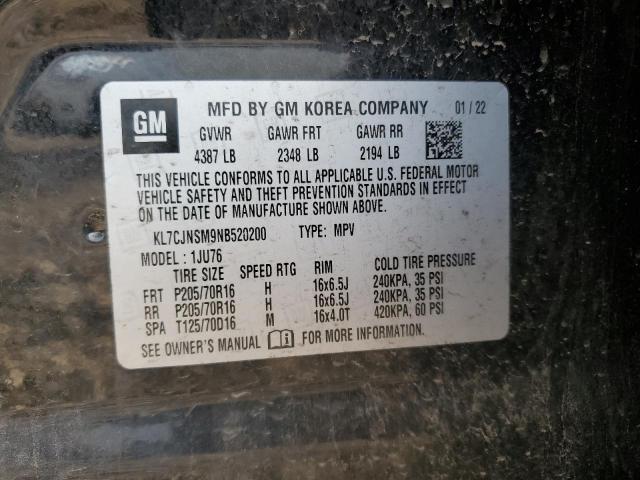 GM
MFD BY GM KOREA COMPANY 01 / 22
GVWR GAWR FRT GAWR RR
4387 LB 2348 LB 2194 LB
THIS VEHICLE CONFORMS TO ALL APPLICABLE U.S. FEDERAL MOTOR
VEHICLE SAFETY AND THEFT PREVENTION STANDARDS IN EFFECT
ON THE DATE OF MANUFACTURE SHOWN ABOVE.
KL7CJNSM9NB520200 TYPE: MPV
MODEL : 1JU76
TIRE SIZE SPEED RTG RIM COLD TIRE PRESSURE
FRT P205/70R16 H 16x6.5J 240KPA, 35 PSI
RR P205/70R16 H 16x6.5J 240KPA, 35 PSI
SPA T125/70D16 M 16x4.0T 420KPA, 60 PSI
SEE OWNER'S MANUAL FOR MORE INFORMATION.